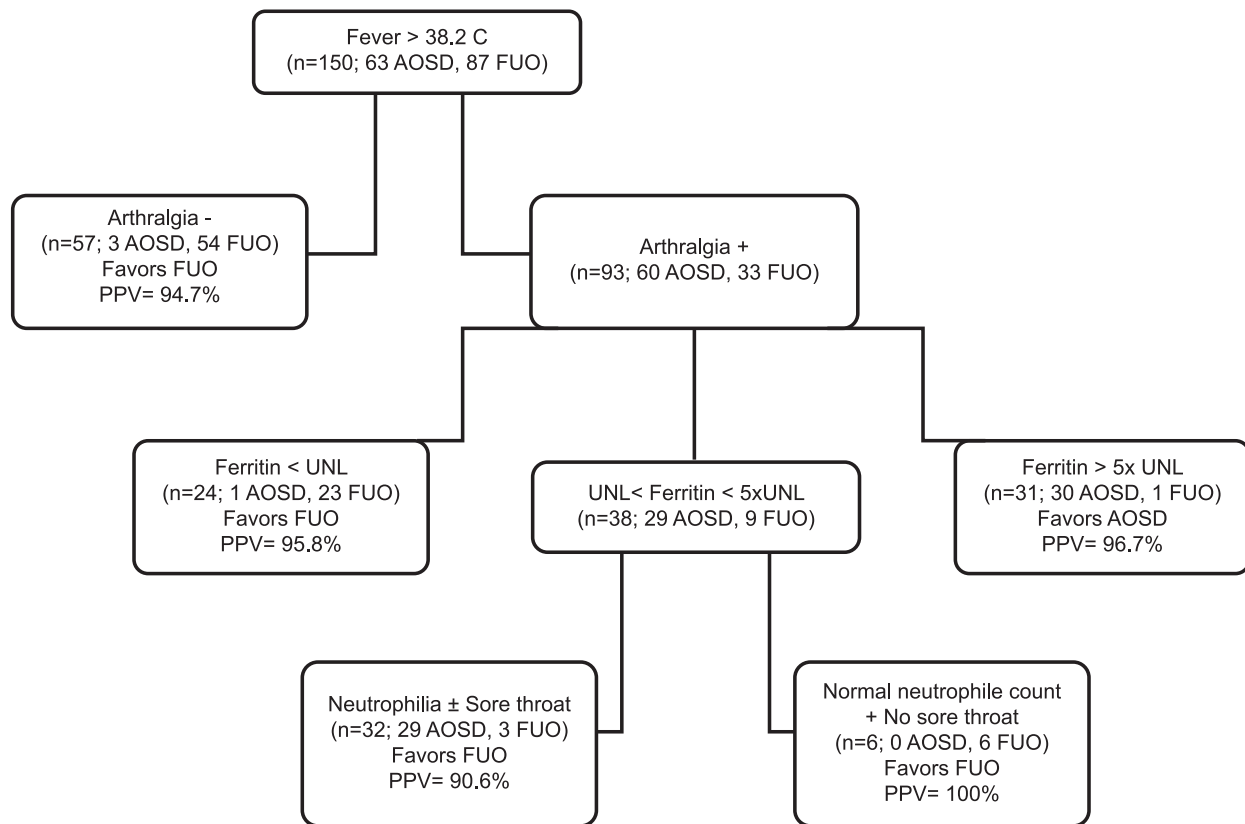 Fever > 38.2 C
(n=150; 63 AOSD, 87 FUO)
Arthralgia -
(n=57; 3 AOSD, 54 FUO)
Favors FUO
PPV= 94.7%
Arthralgia +
(n=93; 60 AOSD, 33 FUO)
Ferritin < UNL
(n=24; 1 AOSD, 23 FUO)
Favors FUO
PPV= 95.8%
UNL< Ferritin < 5xUNL
(n=38; 29 AOSD, 9 FUO)
Ferritin > 5x UNL
(n=31; 30 AOSD, 1 FUO)
Favors AOSD
PPV= 96.7%
Neutrophilia ± Sore throat
(n=32; 29 AOSD, 3 FUO)
Favors FUO
PPV= 90.6%
Normal neutrophile count
+ No sore throat
(n=6; 0 AOSD, 6 FUO)
Favors FUO
PPV= 100%